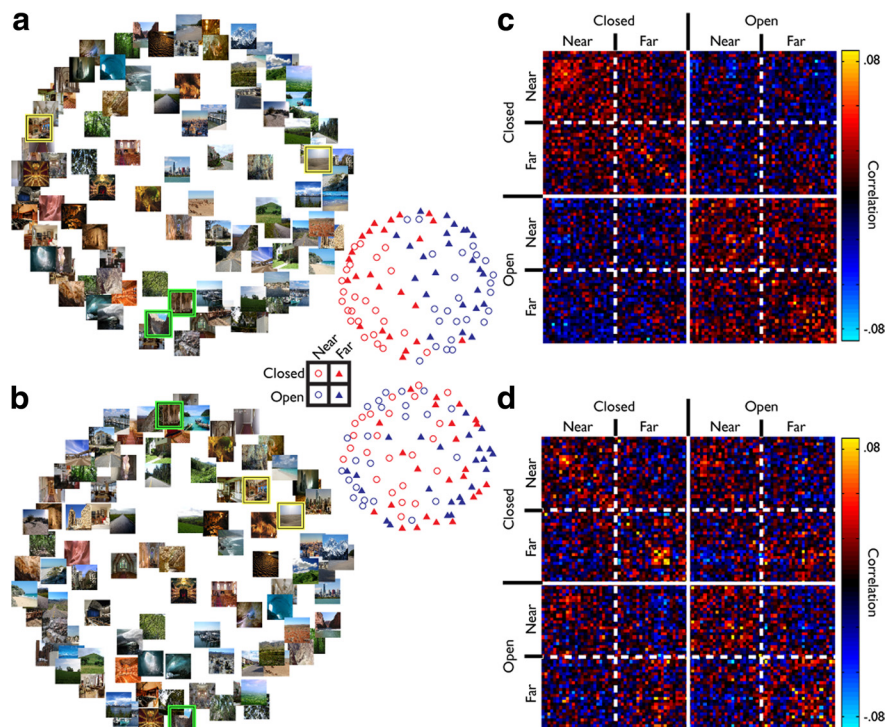 a
c
Closed Open
Near Far Near Far
.08
Closed
Near
Far
Open
Near
Far
Correlation
-.08
Near Far
Closed
Open
b
d
Closed Open
Near Far Near Far
.08
Closed
Near
Far
Open
Near
Far
Correlation
-.08